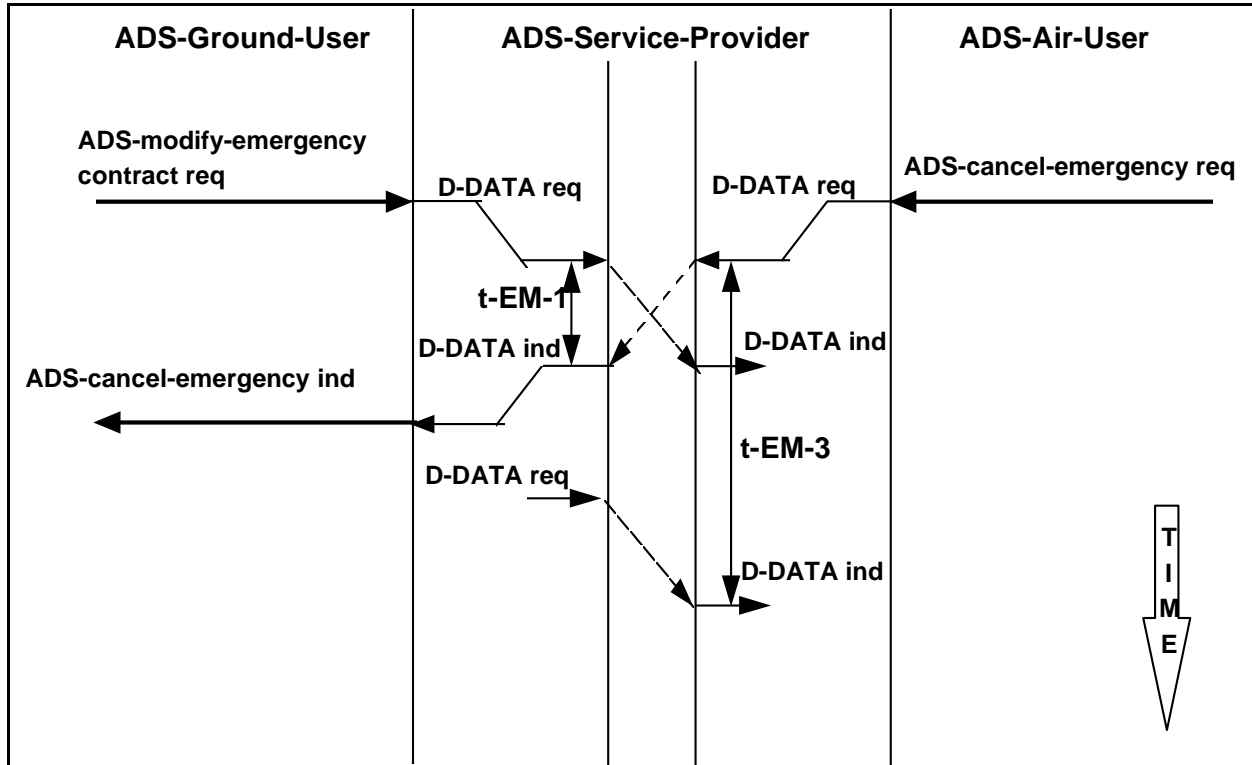 ADS-Ground-User
ADS-Service-Provider
ADS-Air-User
ADS-modify-emergency
contract req
D-DATA req
D-DATA req
ADS-cancel-emergency req
t-EM-1
D-DATA ind
D-DATA ind
ADS-cancel-emergency ind
t-EM-3
D-DATA req
D-DATA ind
T
I
M
E